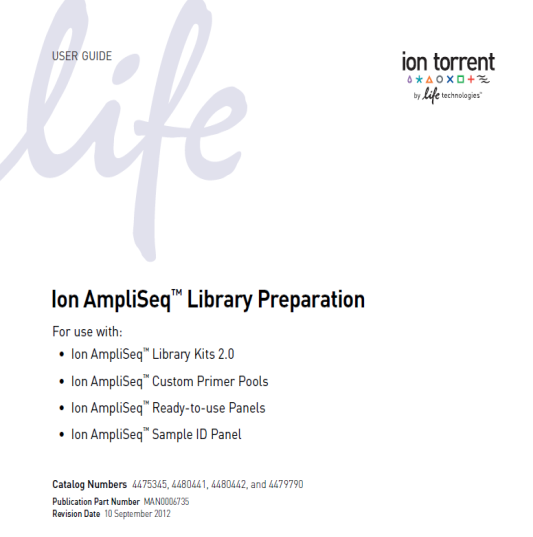 USER GUIDE
ion torrent
by life technologies™
life
Ion AmpliSeq™ Library Preparation
For use with:
• Ion AmpliSeq™ Library Kits 2.0
• Ion AmpliSeq™ Custom Primer Pools
• Ion AmpliSeq™ Ready-to-use Panels
• Ion AmpliSeq™ Sample ID Panel
Catalog Numbers 4475345, 4480441, 4480442, and 4479790
Publication Part Number MAN0006735
Revision Date 10 September 2012